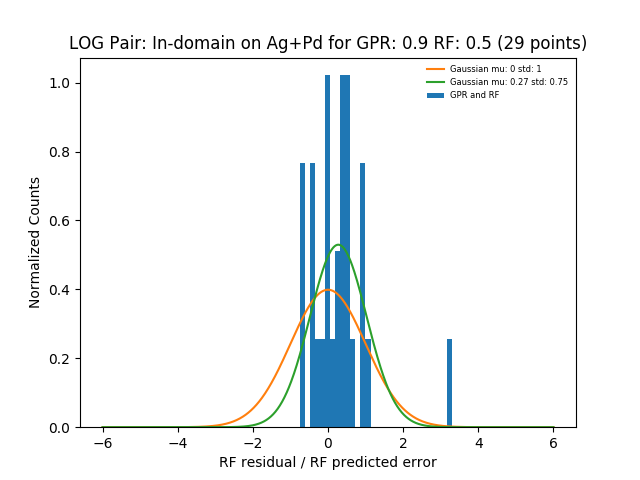 LOG Pair: In-domain on Ag+Pd for GPR: 0.9 RF: 0.5 (29 points)
Gaussian mu: 0 std: 1
Gaussian mu: 0.27 std: 0.75
GPR and RF
Normalized Counts
1.0
0.8
0.6
0.4
0.2
0.0
−6 −4 −2 0 2 4 6
RF residual / RF predicted error